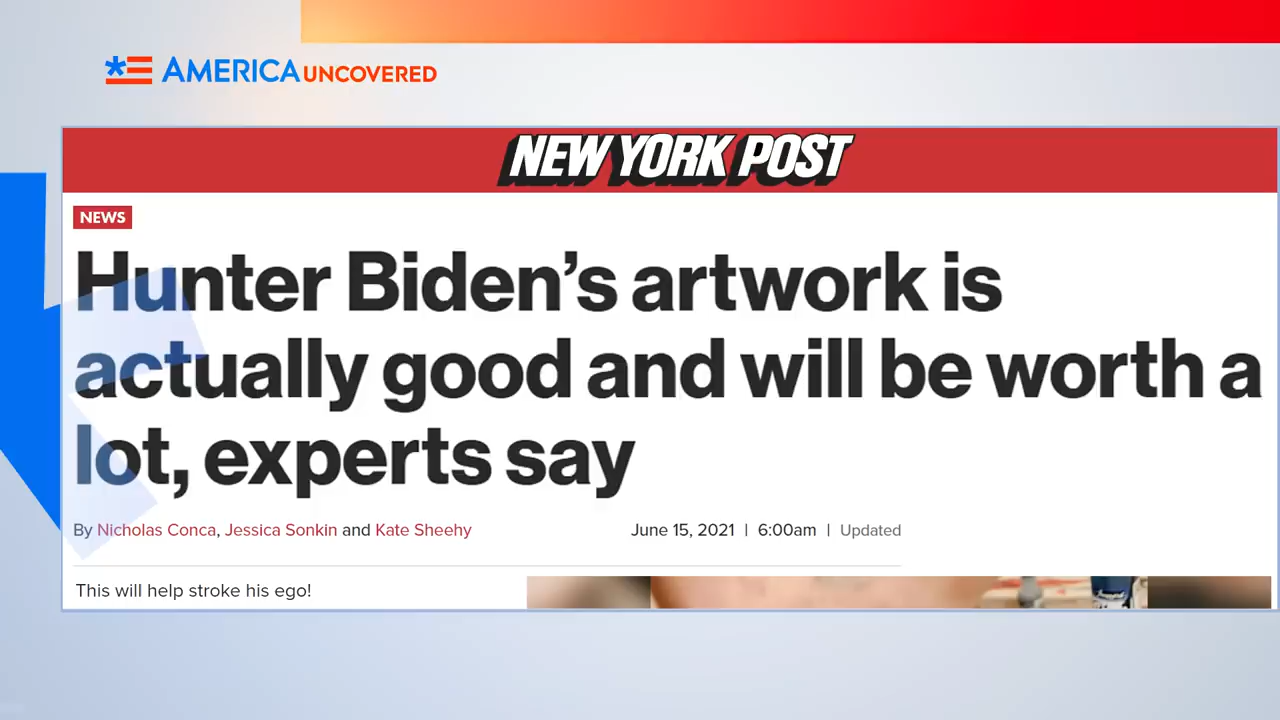 AMERICA UNCOVERED
NEW YORK POST
NEWS
Hunter Biden’s artwork is
actually good and will be worth a
lot, experts say
By Nicholas Conca, Jessica Sonkin and Kate Sheehy
June 15, 2021 | 6:00am | Updated
This will help stroke his ego!